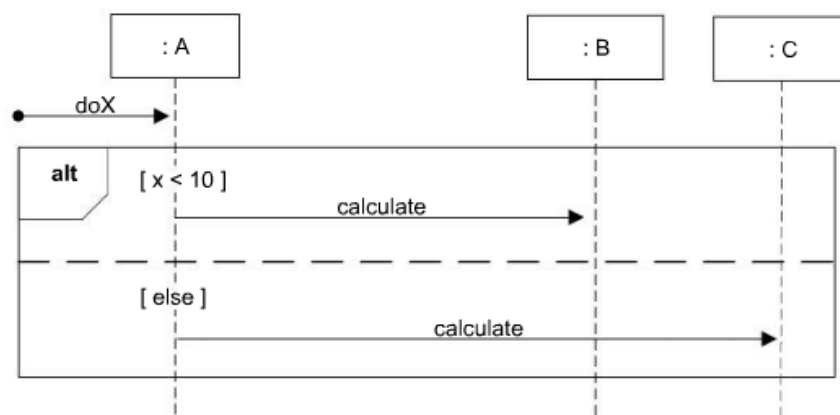 : A
: B
: C
doX
alt
[ x < 10 ]
calculate
[ else ]
calculate